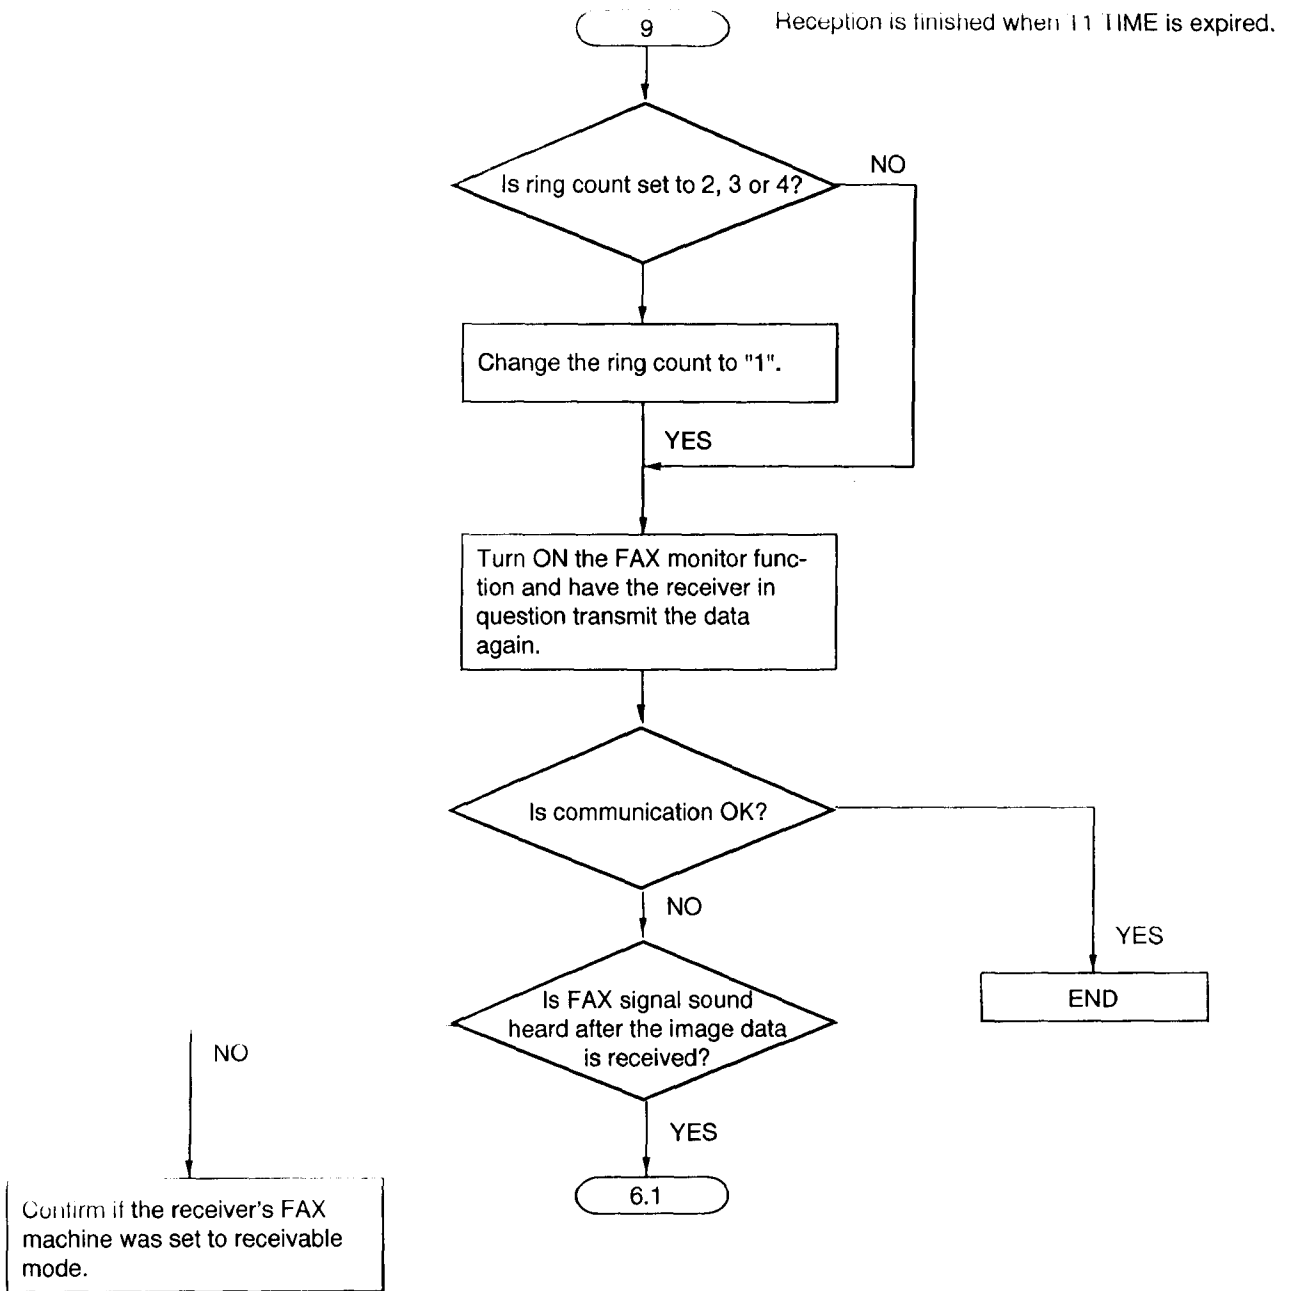 9
Reception is finished when T1 TIME is expired.
Is ring count set to 2, 3 or 4?
NO
Change the ring count to "1".
YES
Turn ON the FAX monitor func-
tion and have the receiver in
question transmit the data
again.
Is communication OK?
NO
YES
END
Is FAX signal sound
heard after the image data
is received?
NO
YES
6.1
Confirm if the receiver's FAX
machine was set to receivable
mode.